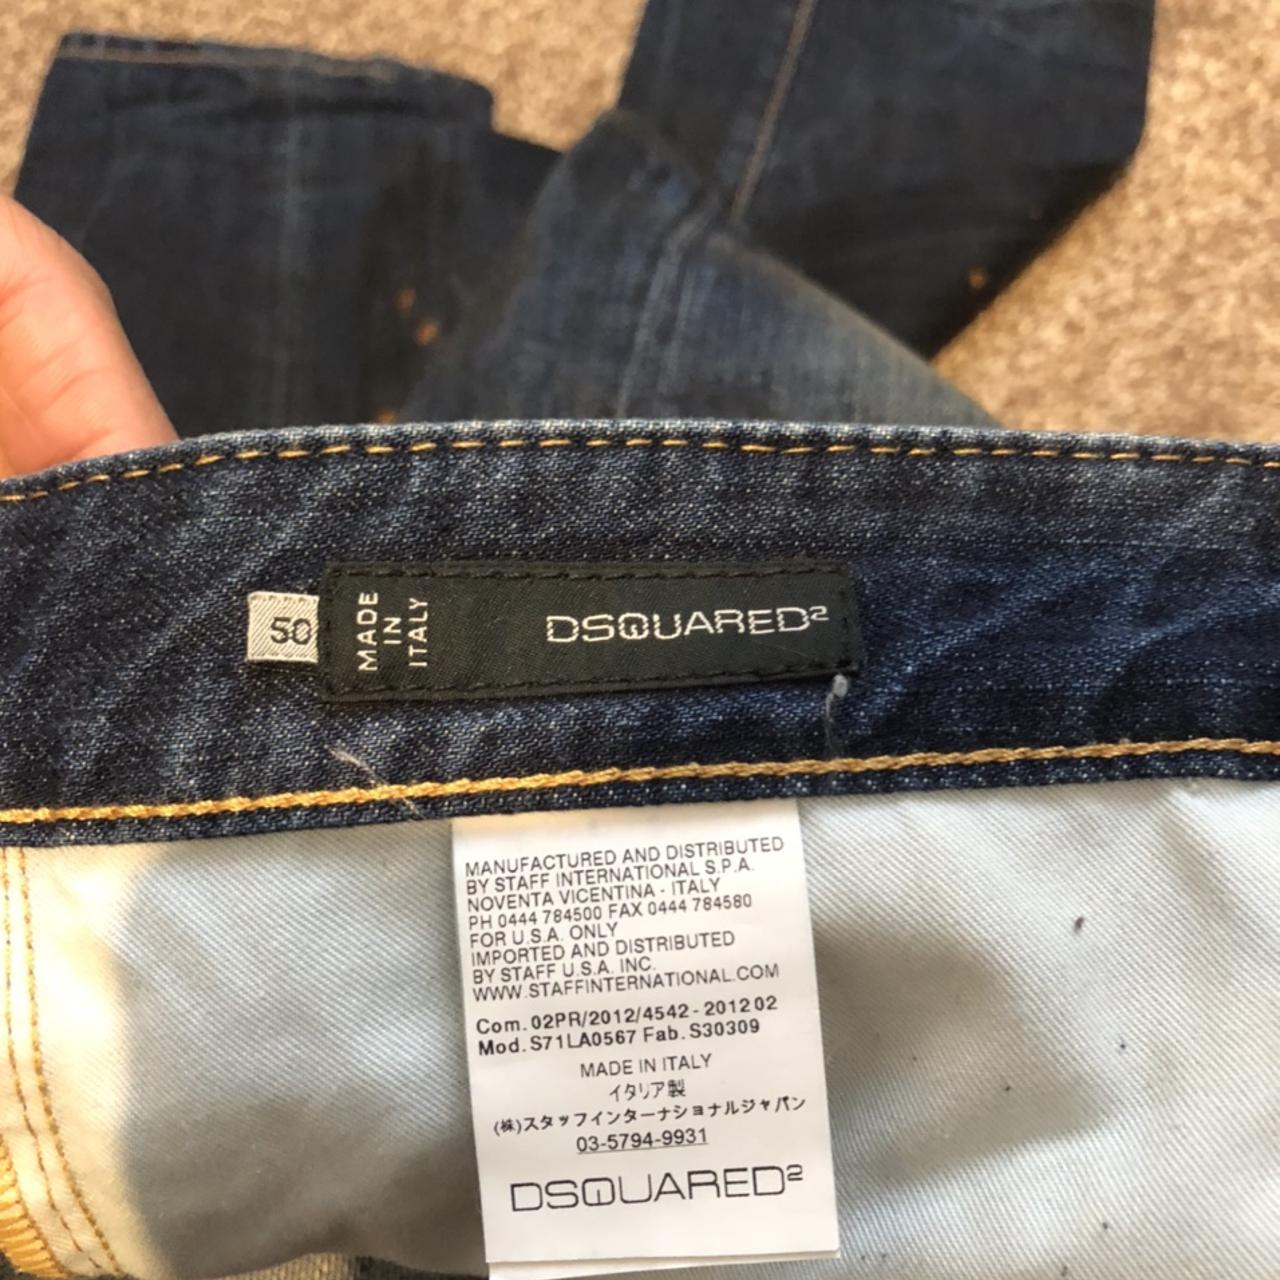 50
MADE
IN
ITALY
DSQUARED2
MANUFACTURED AND DISTRIBUTED
BY STAFF INTERNATIONAL S.P.A.
NOVENTA VICENTINA - ITALY
PH 0444 784500 FAX 0444 784580
FOR U.S.A. ONLY
IMPORTED AND DISTRIBUTED
BY STAFF U.S.A. INC.
WWW.STAFFINTERNATIONAL.COM
Com. 02PR/2012/4542 - 2012 02
Mod. S71LA0567 Fab. S30309
MADE IN ITALY
イタリア製
(株)スタッフインターナショナルジャパン
03-5794-9931
DSQUARED2